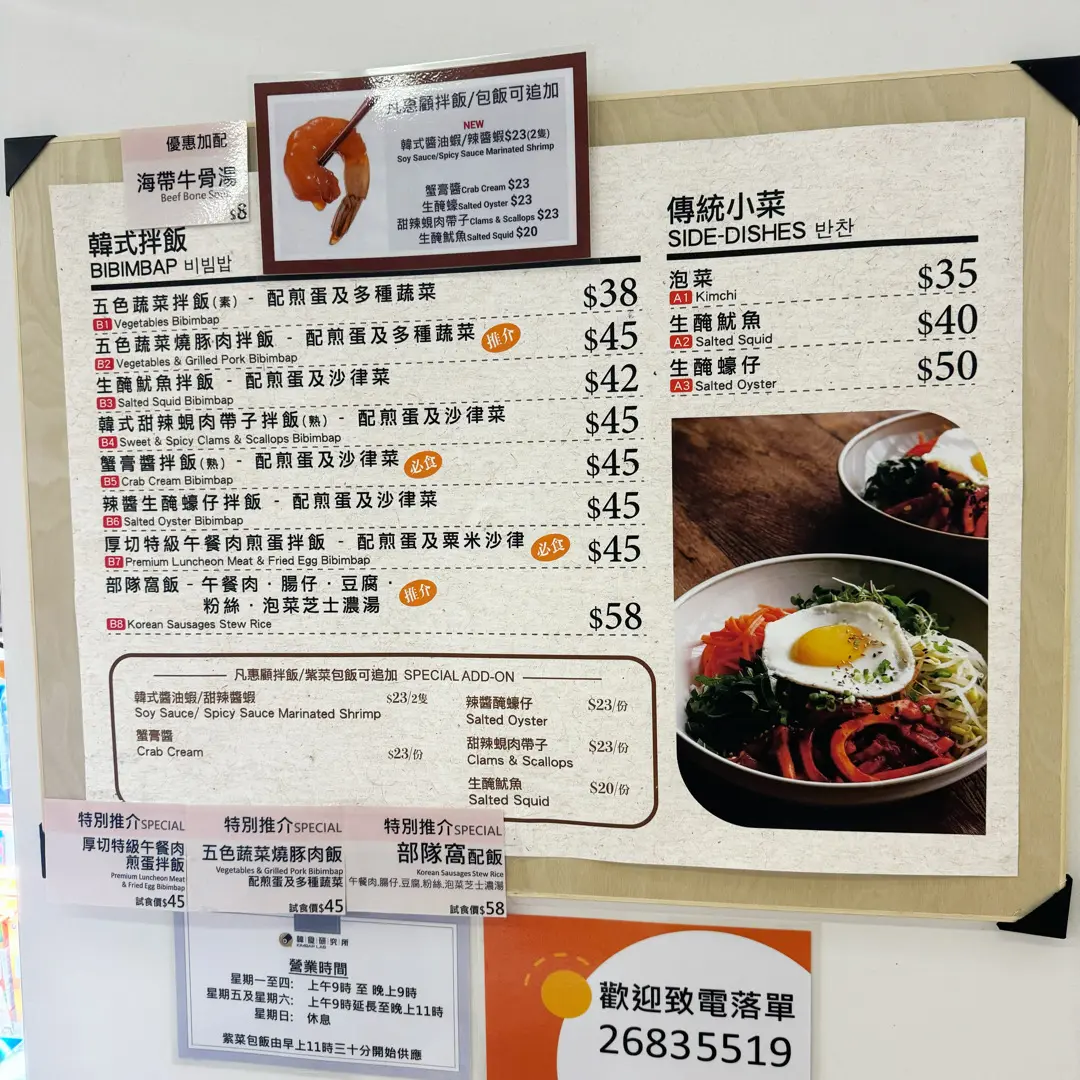 優惠加配
海帶牛骨湯
Beef Bone
$8
凡惠顧拌飯/包飯可追加
NEW
韓式醬油蝦/辣醬蝦$23(2隻)
Soy Sauce/Spicy Sauce Marinated Shrimp
蟹膏醬Crab Cream $23
生醃蠔Salted Oyster $23
甜辣蜆肉帶子Clams & Scallops $23
生醃魷魚Salted Squid $20
韓式拌飯
BIBIMBAP 비빔밥
五色蔬菜拌飯(素) - 配煎蛋及多種蔬菜 $38
B1 Vegetables Bibimbap
五色蔬菜燒豚肉拌飯 - 配煎蛋及多種蔬菜 推介 $45
B2 Vegetables & Grilled Pork Bibimbap
生醃魷魚拌飯 - 配煎蛋及沙律菜 $42
B3 Salted Squid Bibimbap
韓式甜辣蜆肉帶子拌飯(熟) - 配煎蛋及沙律菜 $45
B4 Sweet & Spicy Clams & Scallops Bibimbap
蟹膏醬拌飯(熟) - 配煎蛋及沙律菜 必食 $45
B5 Crab Cream Bibimbap
辣醬生醃蠔仔拌飯 - 配煎蛋及沙律菜 $45
B6 Salted Oyster Bibimbap
厚切特級午餐肉煎蛋拌飯 - 配煎蛋及粟米沙律 必食 $45
B7 Premium Luncheon Meat & Fried Egg Bibimbap
部隊窩飯 - 午餐肉·腸仔·豆腐·
粉絲·泡菜芝士濃湯 推介 $58
B8 Korean Sausages Stew Rice
凡惠顧拌飯/紫菜包飯可追加 SPECIAL ADD-ON
韓式醬油蝦/甜辣醬蝦 $23/2隻
Soy Sauce/ Spicy Sauce Marinated Shrimp
蟹膏醬
Crab Cream $23/份
辣醬醃蠔仔 $23/份
Salted Oyster
甜辣蜆肉帶子 $23/份
Clams & Scallops
生醃魷魚 $20/份
Salted Squid
傳統小菜
SIDE-DISHES 반찬
泡菜 $35
A1 Kimchi
生醃魷魚 $40
A2 Salted Squid
生醃蠔仔 $50
A3 Salted Oyster
特別推介SPECIAL
厚切特級午餐肉
煎蛋拌飯
Premium Luncheon Meat
& Fried Egg Bibimbap
試食價$45
特別推介SPECIAL
五色蔬菜燒豚肉飯
Vegetables & Grilled Pork Bibimbap
配煎蛋及多種蔬菜
試食價$45
特別推介SPECIAL
部隊窩配飯
Korean Sausages Stew Rice
午餐肉,腸仔,豆腐,粉絲,泡菜芝士濃湯
試食價$58
韓食研究所
KIMBAP LAB
營業時間
星期一至四: 上午9時 至 晚上9時
星期五及星期六: 上午9時延長至晚上11時
星期日: 休息
紫菜包飯由早上11時三十分開始供應
歡迎致電落單
26835519